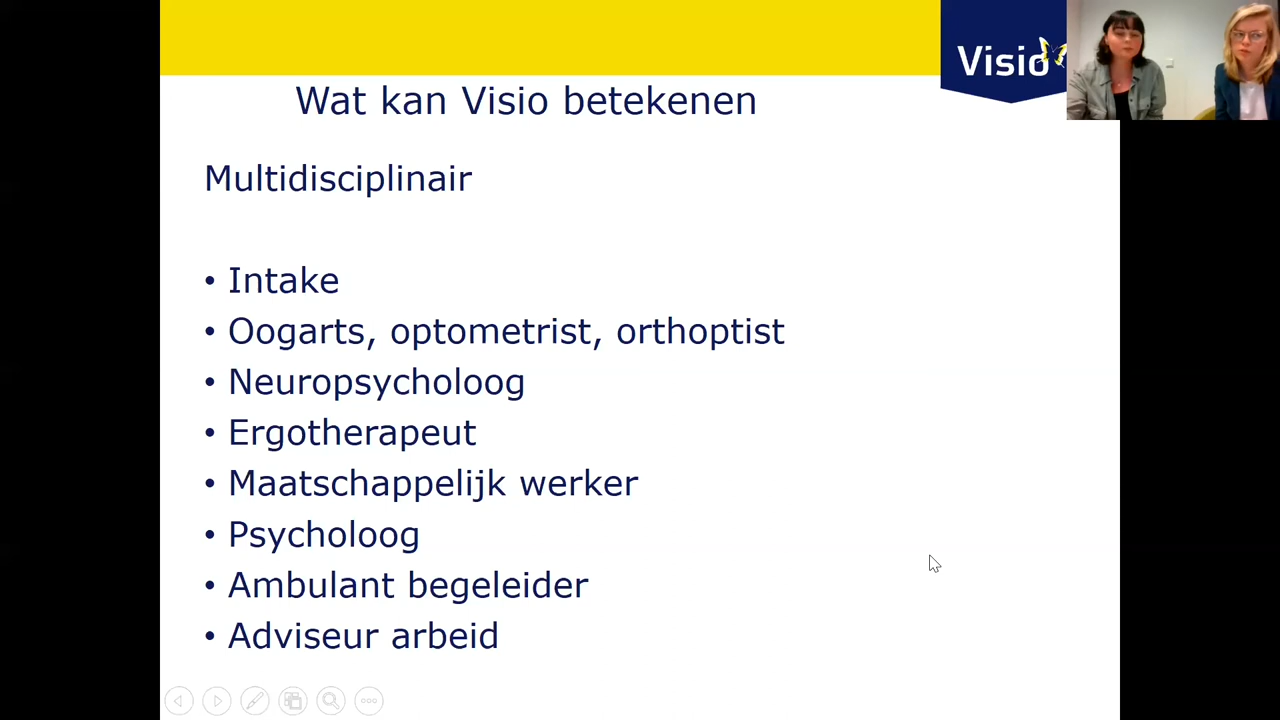 Visio
Wat kan Visio betekenen
Multidisciplinair
• Intake
• Oogarts, optometrist, orthoptist
• Neuropsycholoog
• Ergotherapeut
• Maatschappelijk werker
• Psycholoog
• Ambulant begeleider
• Adviseur arbeid